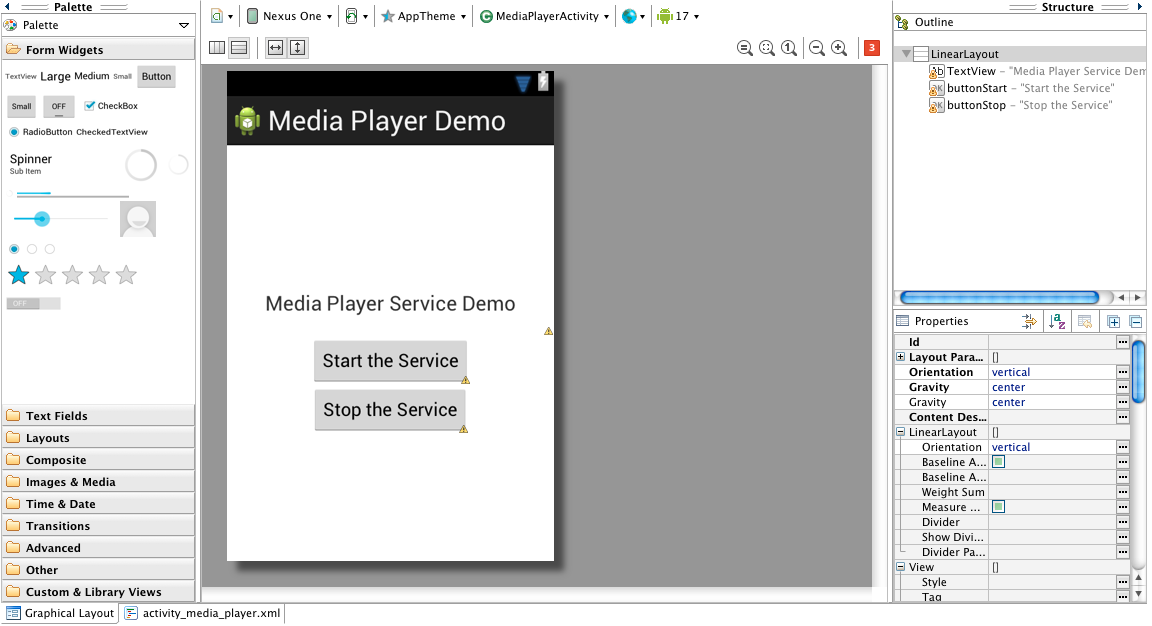 Palette
Palette
Form Widgets
TextView Large Medium Small Button
Small OFF CheckBox
RadioButton CheckedTextView
Spinner
Sub Item
OFF
Text Fields
Layouts
Composite
Images & Media
Time & Date
Transitions
Advanced
Other
Custom & Library Views
Graphical Layout
activity_media_player.xml
Nexus One
AppTheme
MediaPlayerActivity
17
3
Media Player Demo
Media Player Service Demo
Start the Service
Stop the Service
Structure
Outline
LinearLayout
TextView – "Media Player Service Dem
buttonStart – "Start the Service"
buttonStop – "Stop the Service"
Properties
Id
Layout Para... []
Orientation vertical
Gravity center
Gravity center
Content Des...
LinearLayout []
Orientation vertical
Baseline A...
Baseline A...
Weight Sum
Measure ...
Divider
Show Divi...
Divider Pa...
View []
Style
Tag